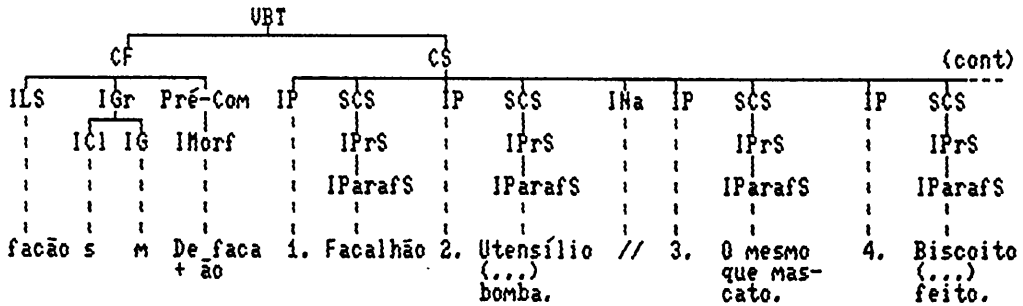 VBT
CF CS (cont)
ILS IGr Pré-Com IP SCS IP SCS INa IP SCS IP SCS
ICl IG IMorf IPrS IPrS IPrS IPrS
IParafS IParafS IParafS IParafS
facão s m De faca 1. Facalhão 2. Utensílio // 3. O mesmo 4. Biscoito
+ ão (...) que mas- (...)
bomba. cato. feito.